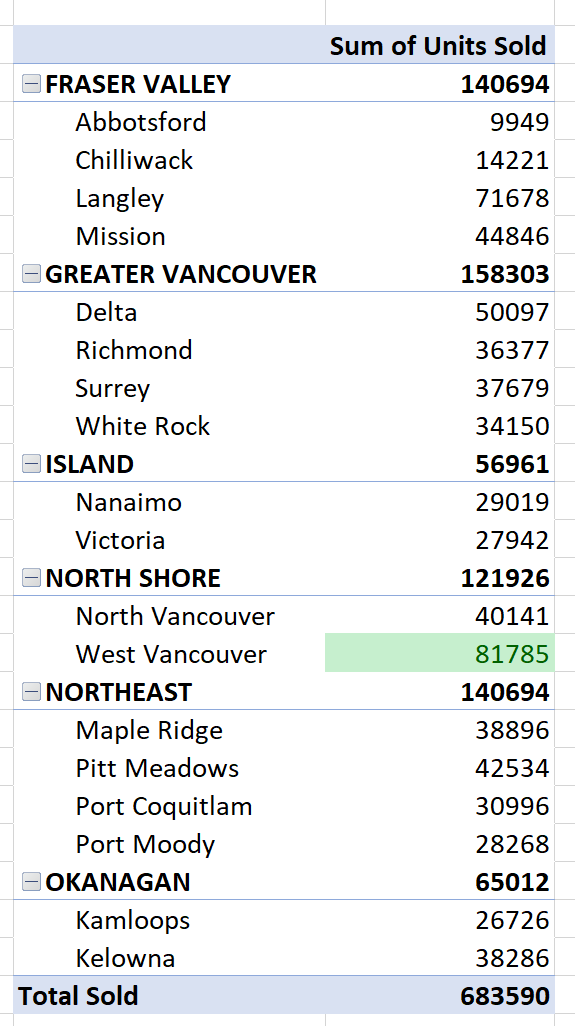 Sum of Units Sold
FRASER VALLEY 140694
Abbotsford 9949
Chilliwack 14221
Langley 71678
Mission 44846
GREATER VANCOUVER 158303
Delta 50097
Richmond 36377
Surrey 37679
White Rock 34150
ISLAND 56961
Nanaimo 29019
Victoria 27942
NORTH SHORE 121926
North Vancouver 40141
West Vancouver 81785
NORTHEAST 140694
Maple Ridge 38896
Pitt Meadows 42534
Port Coquitlam 30996
Port Moody 28268
OKANAGAN 65012
Kamloops 26726
Kelowna 38286
Total Sold 683590